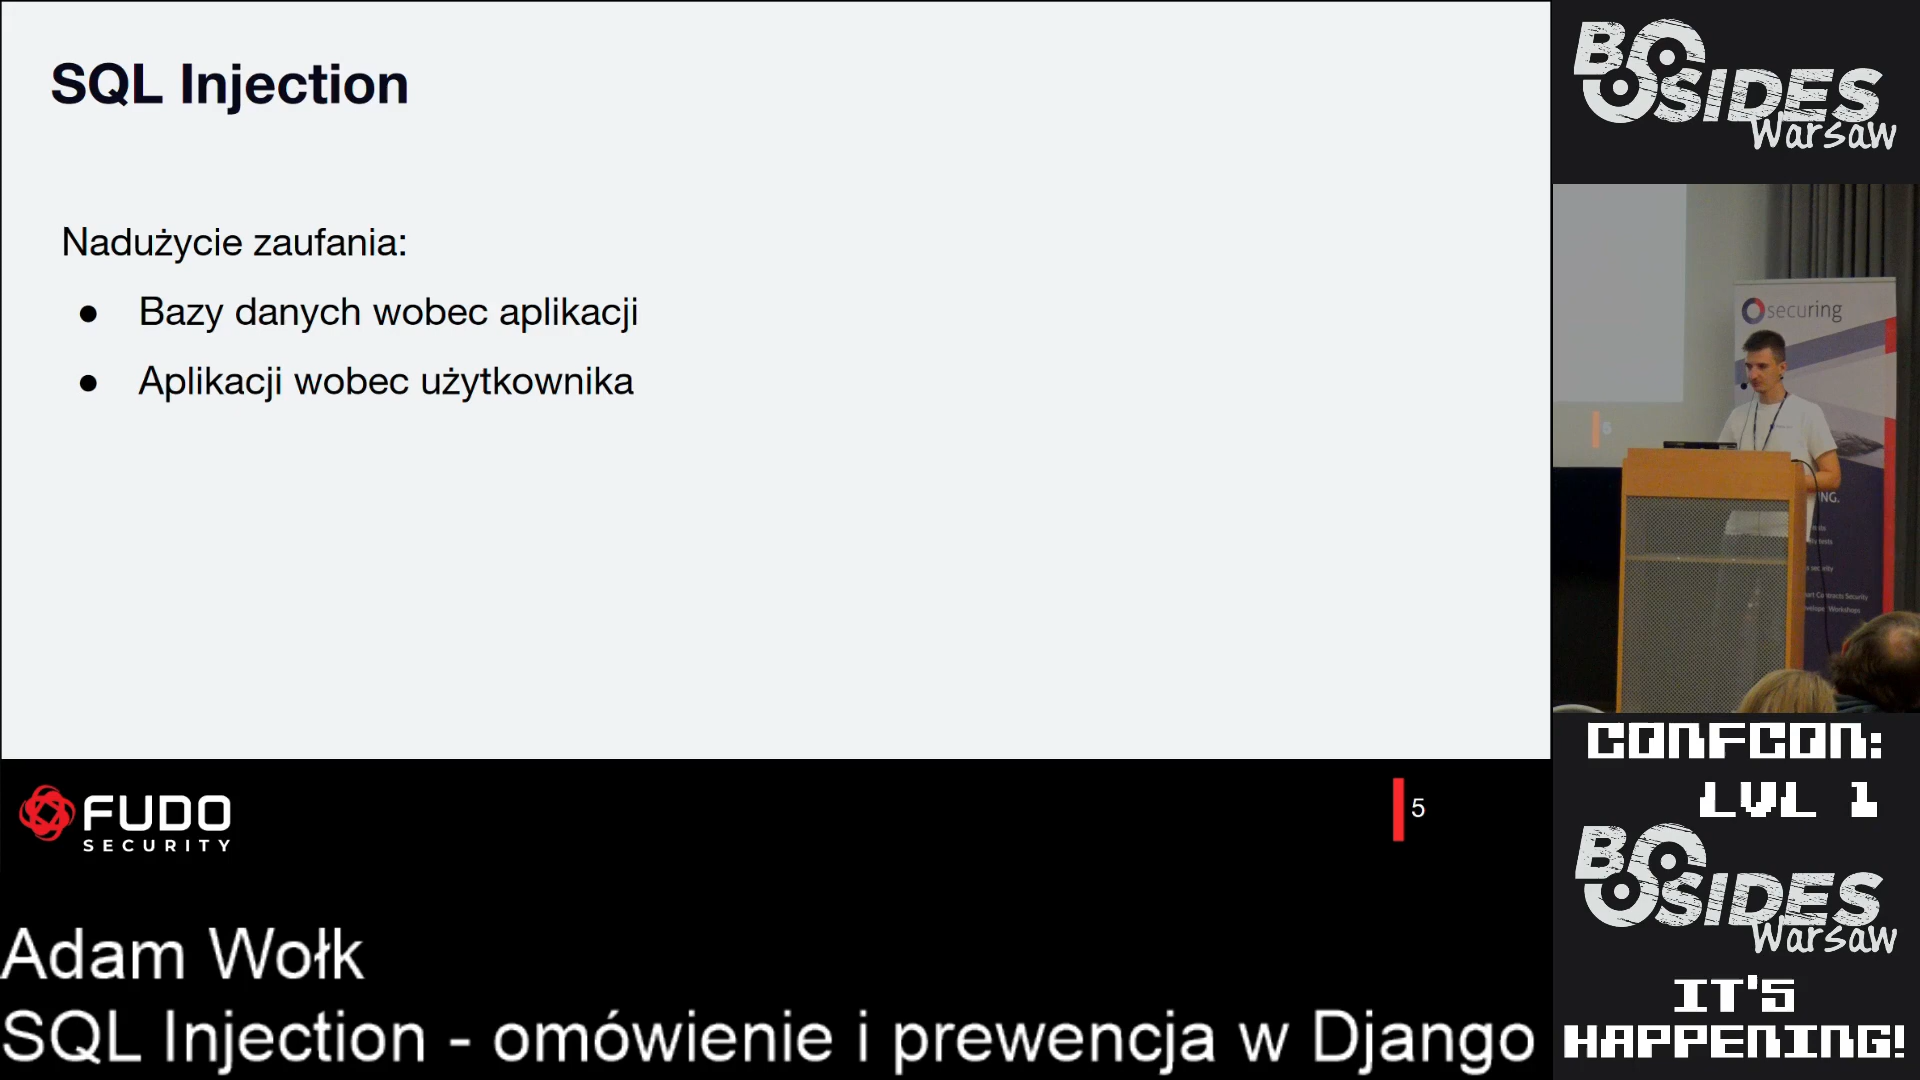 SQL Injection
Nadużycie zaufania:
● Bazy danych wobec aplikacji
● Aplikacji wobec użytkownika
FUDO
SECURITY
5
Adam Wołk
SQL Injection - omówienie i prewencja w Django
BSIDES
Warsaw
securing
NG.
CONFCON:
LVL 1
BSIDES
Warsaw
IT'S
HAPPENING!